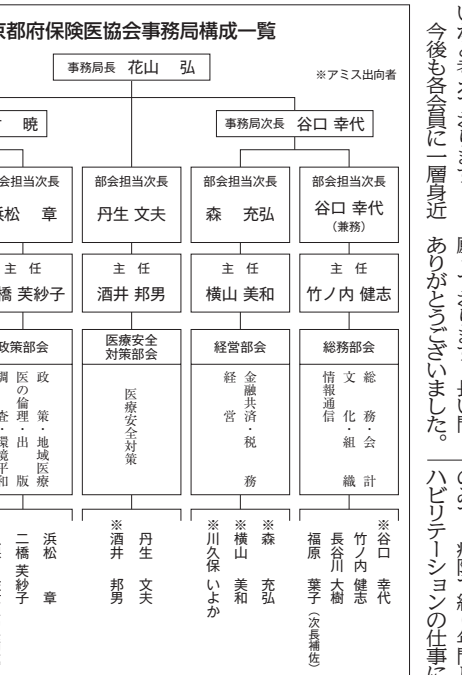 京都府保険医協会事務局構成一覧
事務局長 花山 弘
※アミス出向者
暁
事務局次長 谷口 幸代
会担当次長
松 章
部会担当次長
丹生 文夫
部会担当次長
森 充弘
部会担当次長
谷口 幸代
(兼務)
主 任
橋 芙紗子
主 任
酒井 邦男
主 任
横山 美和
主 任
竹ノ内 健志
政策部会
医療安全
対策部会
経営部会
総務部会
政策・地域医療
医の倫理・出版
調査・環境平和
医療安全対策
金融共済・税務
経営
総務・会計
文化・組織
情報通信
浜松 章
二橋 芙紗子
丹生 文夫
※酒井 邦男
※森 充弘
※横山 美和
※川久保 いよか
※谷口 幸代
竹ノ内 健志
長谷川 大樹
福原 葉子(次長補佐)
今後も各会員に一層身近
ありがとうございました。
ハビリテーションの仕事に